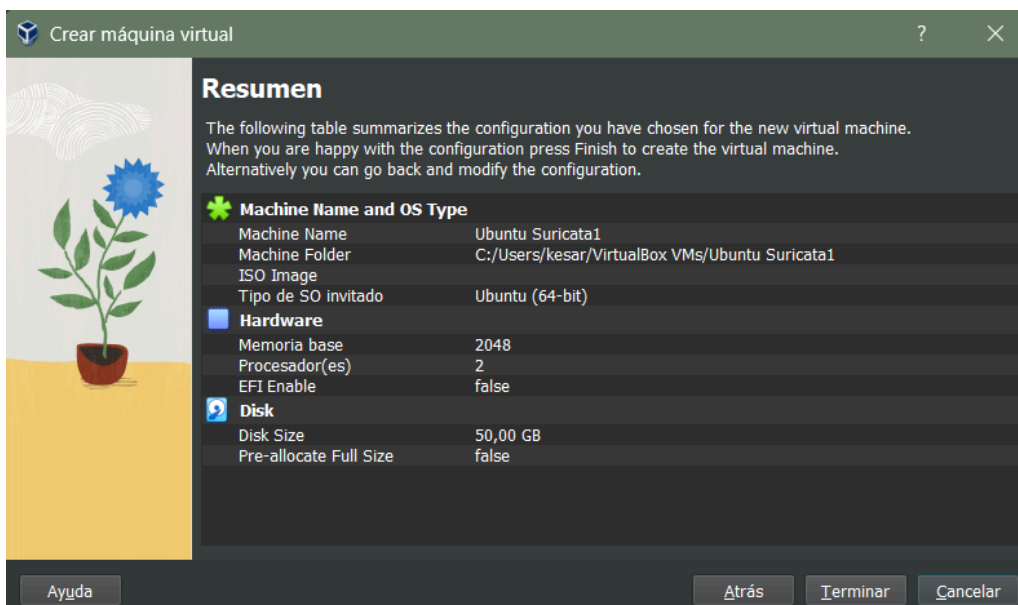 Crear máquina virtual
?
Resumen
The following table summarizes the configuration you have chosen for the new virtual machine.
When you are happy with the configuration press Finish to create the virtual machine.
Alternatively you can go back and modify the configuration.
Machine Name and OS Type
Machine Name Ubuntu Suricata1
Machine Folder C:/Users/kesar/VirtualBox VMs/Ubuntu Suricata1
ISO Image
Tipo de SO invitado Ubuntu (64-bit)
Hardware
Memoria base 2048
Procesador(es) 2
EFI Enable false
Disk
Disk Size 50,00 GB
Pre-allocate Full Size false
Ayuda Atrás Terminar Cancelar